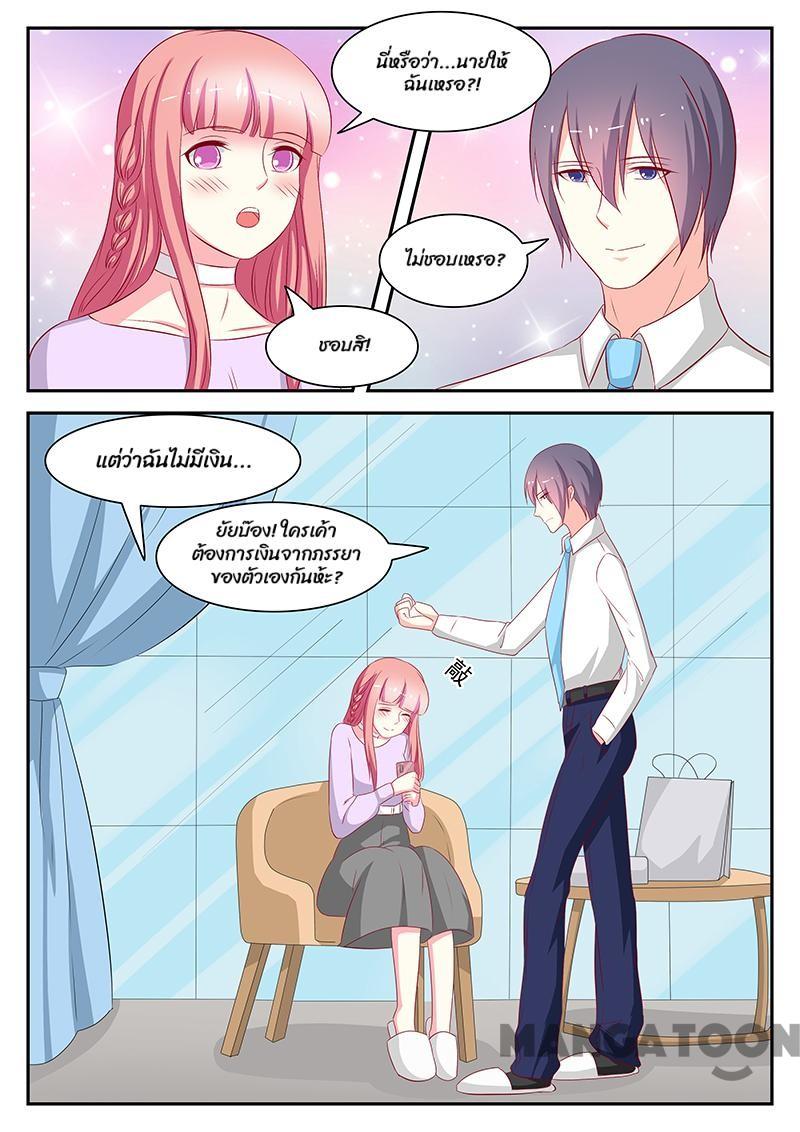 นี่หรือว่า...นายให้
ฉันเหรอ?!
ไม่ชอบเหรอ?
ชอบสิ!
แต่ว่าฉันไม่มีเงิน...
ยัยบ๊อง! ใครเค้า
ต้องการเงินจากภรรยา
ของตัวเองกันห้ะ?
敲
MANGATOON